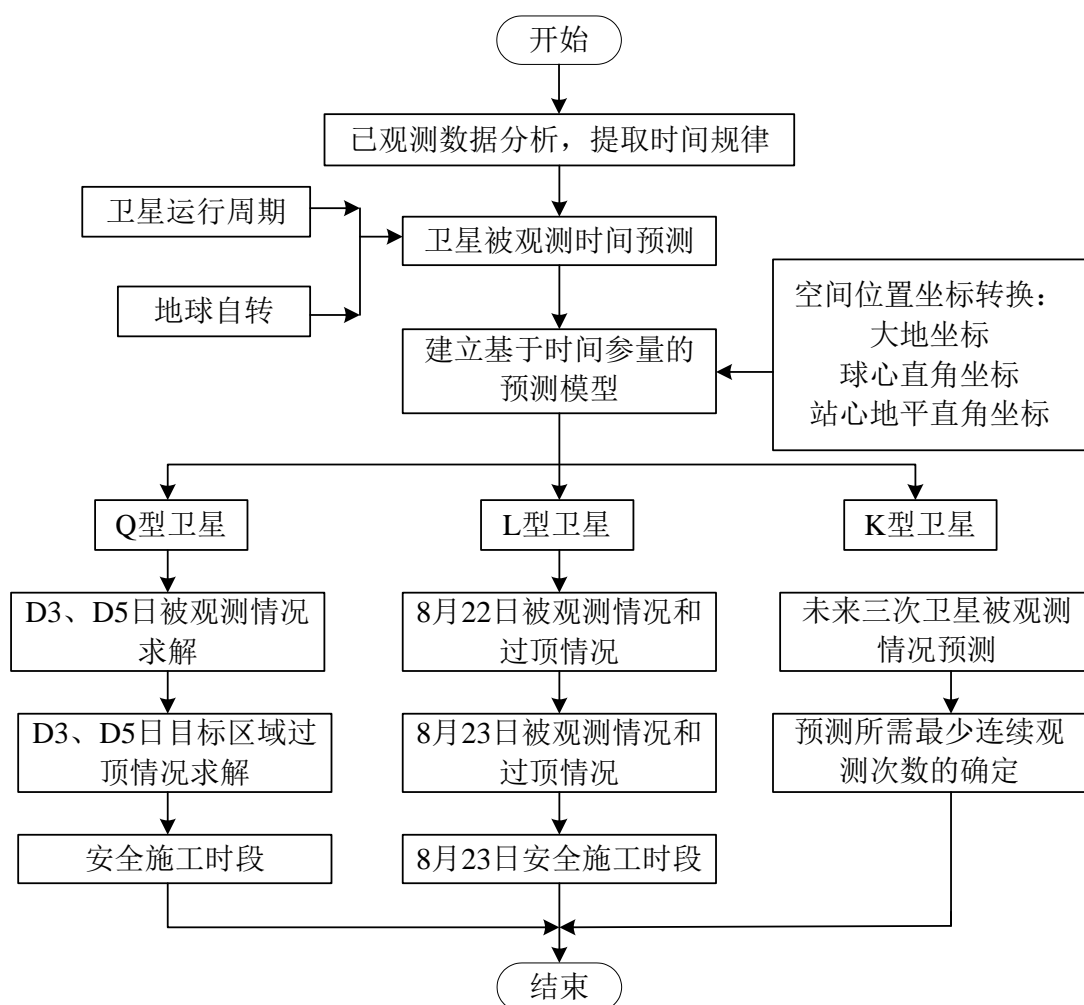 开始
已观测数据分析，提取时间规律
卫星运行周期
卫星被观测时间预测
地球自转
空间位置坐标转换：
大地坐标
球心直角坐标
站心地平直角坐标
建立基于时间参量的
预测模型
Q型卫星
L型卫星
K型卫星
D3、D5日被观测情况
求解
8月22日被观测情况和
过顶情况
未来三次卫星被观测
情况预测
D3、D5日目标区域过
顶情况求解
8月23日被观测情况和
过顶情况
预测所需最少连续观
测次数的确定
安全施工时段
8月23日安全施工时段
结束